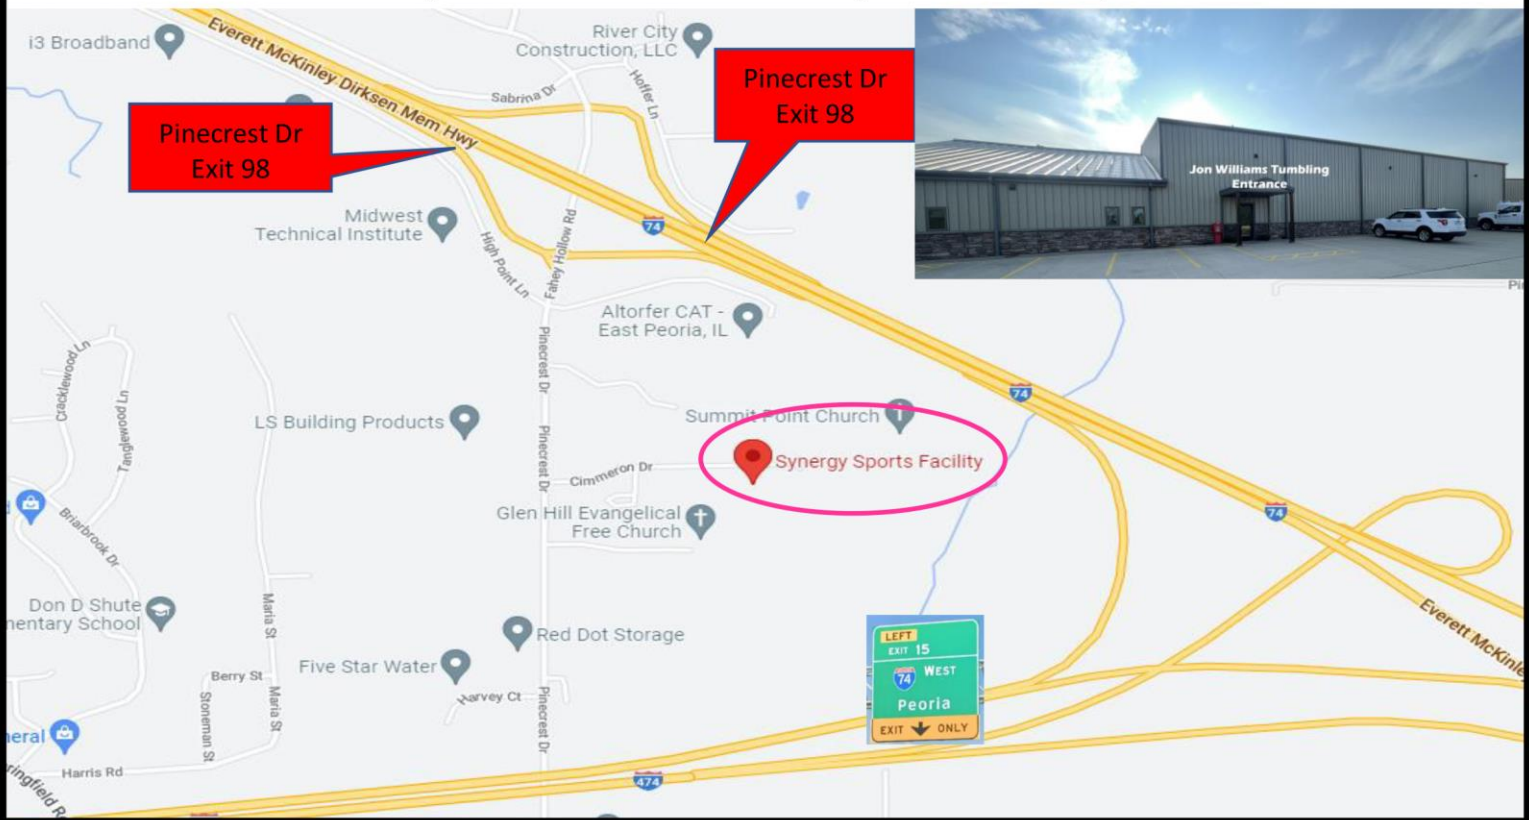 i3 Broadband
Everett McKinley Dirksen Mem Hwy
River City
Construction, LLC
Sabrina Dr
Hoffer Ln
Pinecrest Dr
Exit 98
Pinecrest Dr
Exit 98
Jon Williams Tumbling
Entrance
Midwest
Technical Institute
High Point Ln
Fahey Hollow Rd
74
Pi
Altorfer CAT -
East Peoria, IL
Pinecrest Dr
Cracklewood Ln
Tanglewood Ln
74
LS Building Products
Summit Point Church
Pinecrest Dr
Cimmeron Dr
Synergy Sports Facility
Glen Hill Evangelical
Free Church
74
Briarbrook Dr
Don D Shute
mentary School
Maria St
Red Dot Storage
Everett McKinle
LEFT
EXIT 15
74 WEST
Peoria
EXIT ONLY
Five Star Water
Berry St
Stoneman St
Maria St
Harvey Ct
Pinecrest Dr
neral
Harris Rd
ringfield R
474